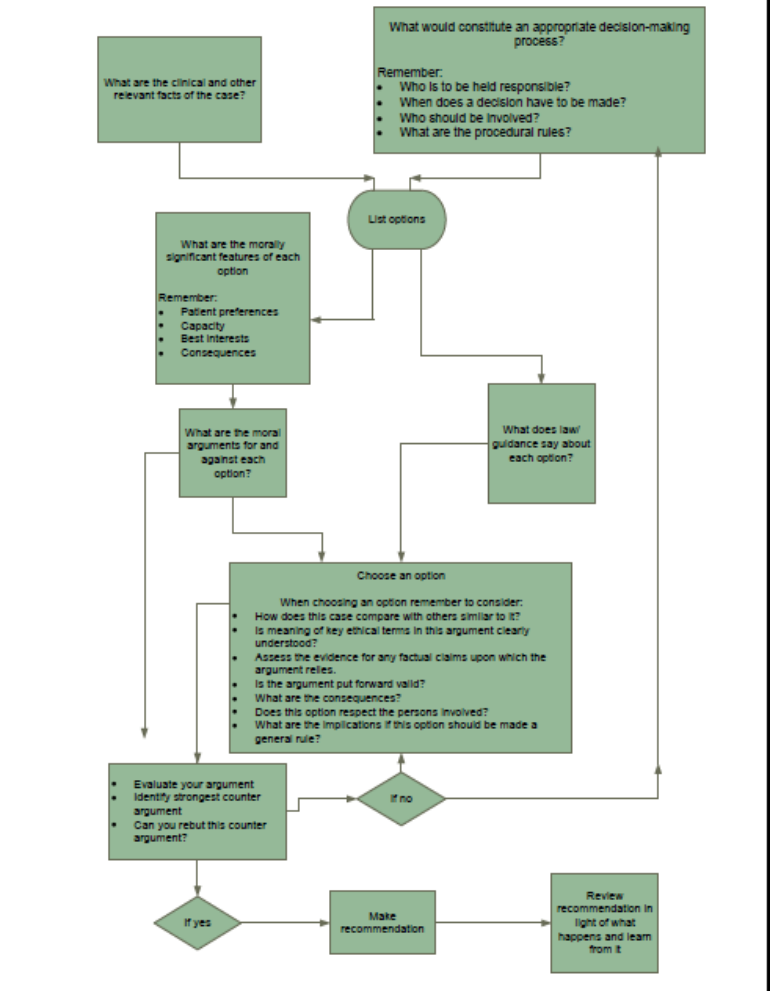 What would constitute an appropriate decision-making
process?
Remember:
• Who is to be held responsible?
• When does a decision have to be made?
• Who should be involved?
• What are the procedural rules?
What are the clinical and other
relevant facts of the case?
List options
What are the morally
significant features of each
option
Remember:
• Patient preferences
• Capacity
• Best interests
• Consequences
What are the moral
arguments for and
against each
option?
What does law/
guidance say about
each option?
Choose an option
When choosing an option remember to consider:
• How does this case compare with others similar to it?
• Is meaning of key ethical terms in this argument clearly
understood?
• Assess the evidence for any factual claims upon which the
argument relies.
• Is the argument put forward valid?
• What are the consequences?
• Does this option respect the persons involved?
• What are the implications if this option should be made a
general rule?
• Evaluate your argument
• Identify strongest counter
argument
• Can you rebut this counter
argument?
If no
If yes
Make
recommendation
Review
recommendation in
light of what
happens and learn
from it